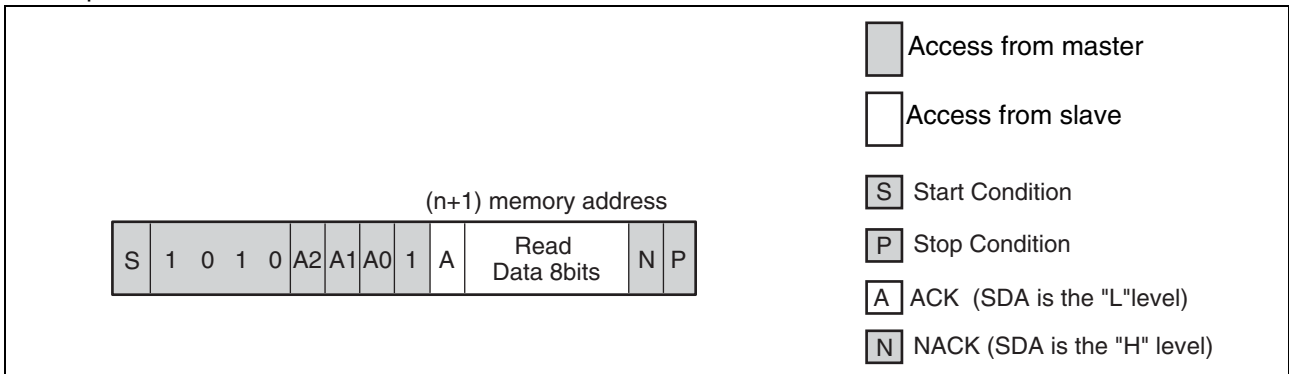 Access from master
Access from slave
(n+1) memory address
S 1 0 1 0 A2 A1 A0 1 A Read Data 8bits N P
S Start Condition
P Stop Condition
A ACK (SDA is the "L"level)
N NACK (SDA is the "H" level)